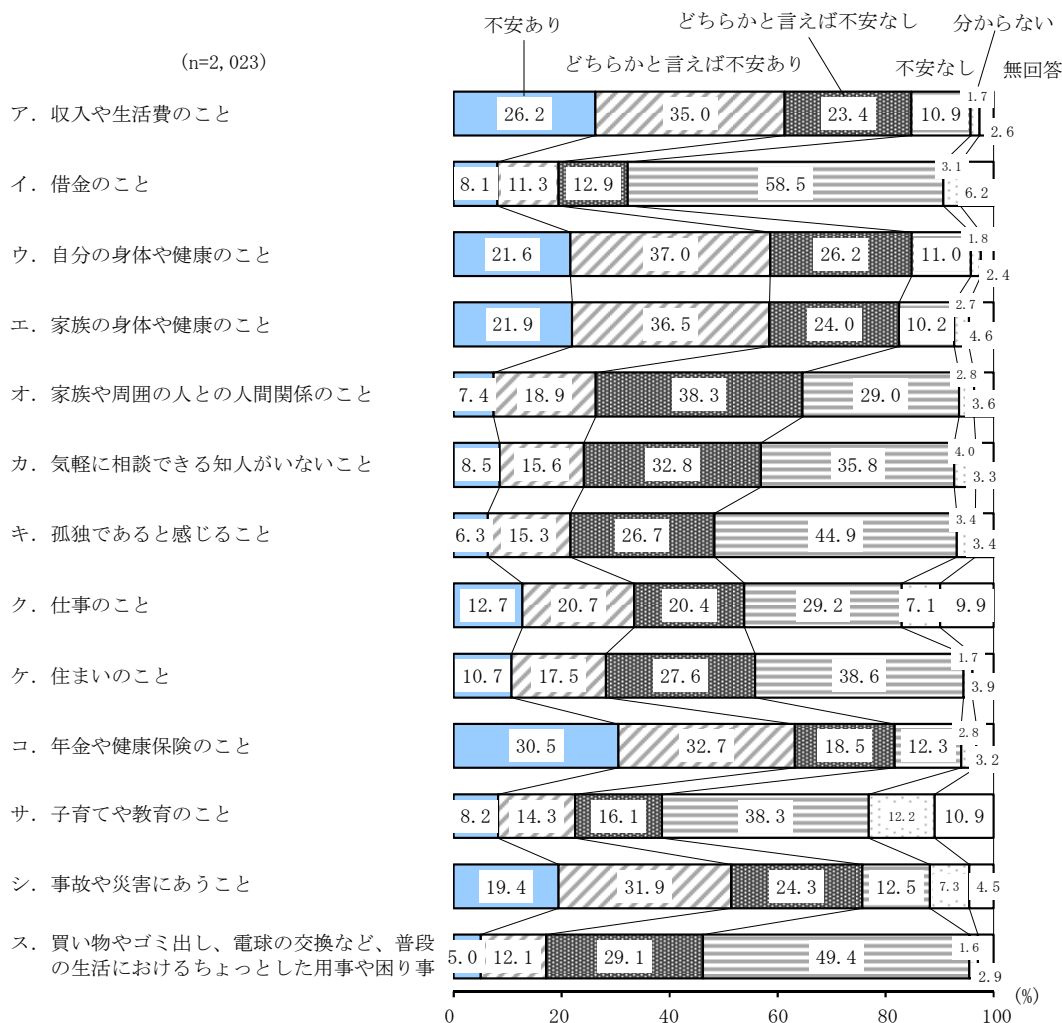 不安あり
どちらかと言えば不安なし
分からない
(n=2,023)
どちらかと言えば不安あり
不安なし
無回答
ア．収入や生活費のこと
26.2 35.0 23.4 10.9 1.7 2.6
イ．借金のこと
8.1 11.3 12.9 58.5 3.1 6.2
ウ．自分の身体や健康のこと
21.6 37.0 26.2 11.0 1.8 2.4
エ．家族の身体や健康のこと
21.9 36.5 24.0 10.2 2.7 4.6
オ．家族や周囲の人との人間関係のこと
7.4 18.9 38.3 29.0 2.8 3.6
カ．気軽に相談できる知人がいないこと
8.5 15.6 32.8 35.8 4.0 3.3
キ．孤独であると感じること
6.3 15.3 26.7 44.9 3.4 3.4
ク．仕事のこと
12.7 20.7 20.4 29.2 7.1 9.9
ケ．住まいのこと
10.7 17.5 27.6 38.6 1.7 3.9
コ．年金や健康保険のこと
30.5 32.7 18.5 12.3 2.8 3.2
サ．子育てや教育のこと
8.2 14.3 16.1 38.3 12.2 10.9
シ．事故や災害にあうこと
19.4 31.9 24.3 12.5 7.3 4.5
ス．買い物やゴミ出し、電球の交換など、普段
の生活におけるちょっとした用事や困り事
5.0 12.1 29.1 49.4 1.6 2.9
(%)
0 20 40 60 80 100